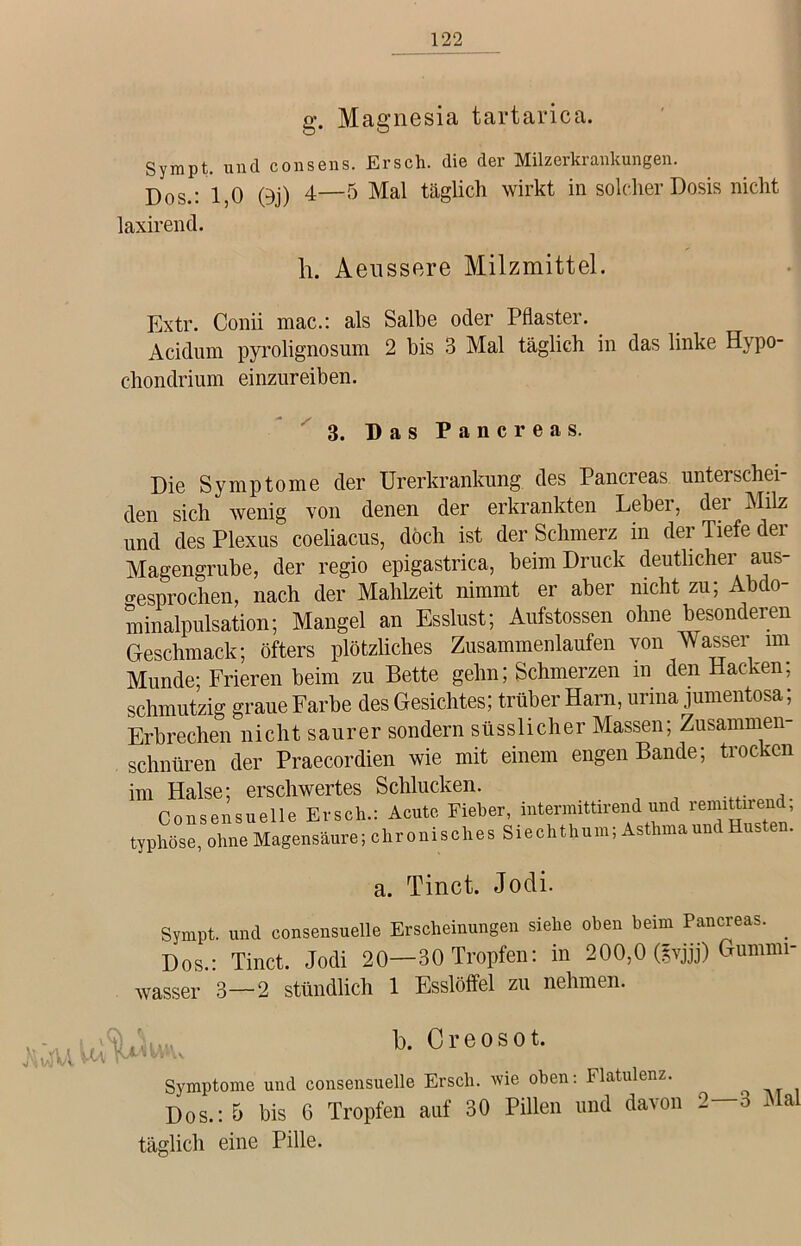 122
g. Magnesia tartarica.
Sympt. und consens. Ersch. die der Milzerkrankungen.
Dos.: 1,0 (℈j) 4—5 Mal täglich wirkt in solcher Dosis nicht
laxirend.
h. Aeussere Milzmittel.
Extr. Conii mac.: als Salbe oder Pflaster.
Acidum pyrolignosum 2 bis 3 Mal täglich in das linke Hypo-
chondrium einzureiben.
3. Das Pancreas.
Die Symptome der Urerkrankung des Pancreas unterschei-
den sich wenig von denen der erkrankten Leber, der Milz
und des Plexus coeliacus, doch ist der Schmerz in der Tiefe der
Magengrube, der regio epigastrica, beim Druck deutlicher aus-
gesprochen, nach der Mahlzeit nimmt er aber nicht zu; Abdo-
minalpulsation; Mangel an Esslust; Aufstossen ohne besonderen
Geschmack; öfters plötzliches Zusammenlaufen von Wasser im
Munde; Frieren beim zu Bette gehn; Schmerzen in den Hacken;
schmutzig graue Farbe des Gesichtes; trüber Harn, urina jumentosa;
Erbrechen nicht saurer sondern süsslicher Massen; Zusammen-
schnüren der Praecordien wie mit einem engen Bande; trocken
im Halse; erschwertes Schlucken.
Consensuelle Ersch.: Acute Fieber, intermittirend und remittirend;
typhöse, ohne Magensäure; chronisches Siechthum; Asthma und Husten.
a. Tinct. Jodi.
Sympt. und consensuelle Erscheinungen siehe oben beim Pancreas.
Dos.: Tinct. Jodi 20—30 Tropfen: in 200,0 (℥vjjj) Gummi-
wasser 3—2 stündlich 1 Esslöffel zu nehmen.
b. Creosot.
Symptome und consensuelle Ersch. wie oben: Flatulenz.
Dos.: 5 bis 6 Tropfen auf 30 Pillen und davon 2—3 Mal
täglich eine Pille.